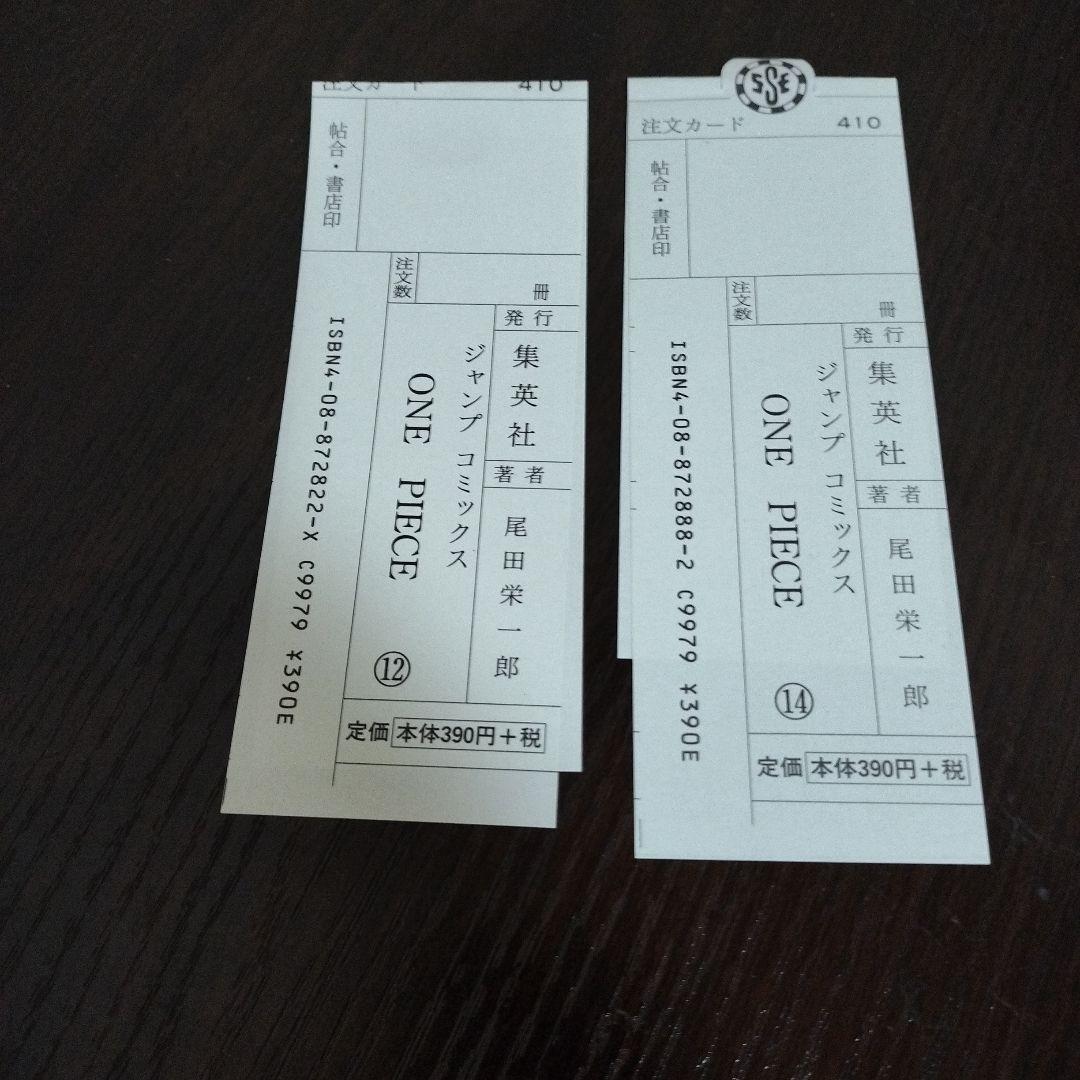 注文カード
410
帖合・書店印
注文数
冊
発行
集英社
著者
尾田栄一郎
ジャンプ コミックス
ONE PIECE
⑫
ISBN4-08-872822-X C9979 ¥390E
定価 本体390円+税
注文カード
410
帖合・書店印
注文数
冊
発行
集英社
著者
尾田栄一郎
ジャンプ コミックス
ONE PIECE
⑭
ISBN4-08-872888-2 C9979 ¥390E
定価 本体390円+税